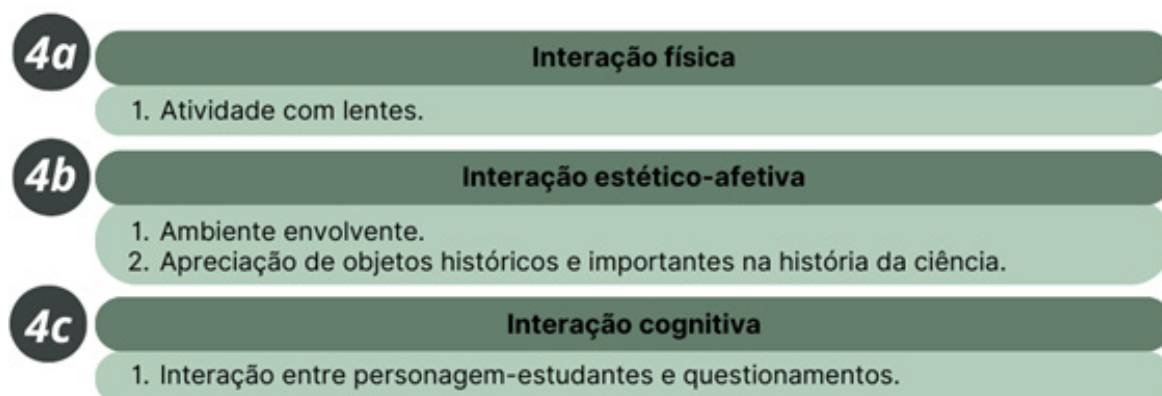 4a
Interação física
1. Atividade com lentes.
4b
Interação estético-afetiva
1. Ambiente envolvente.
2. Apreciação de objetos históricos e importantes na história da ciência.
4c
Interação cognitiva
1. Interação entre personagem-estudantes e questionamentos.